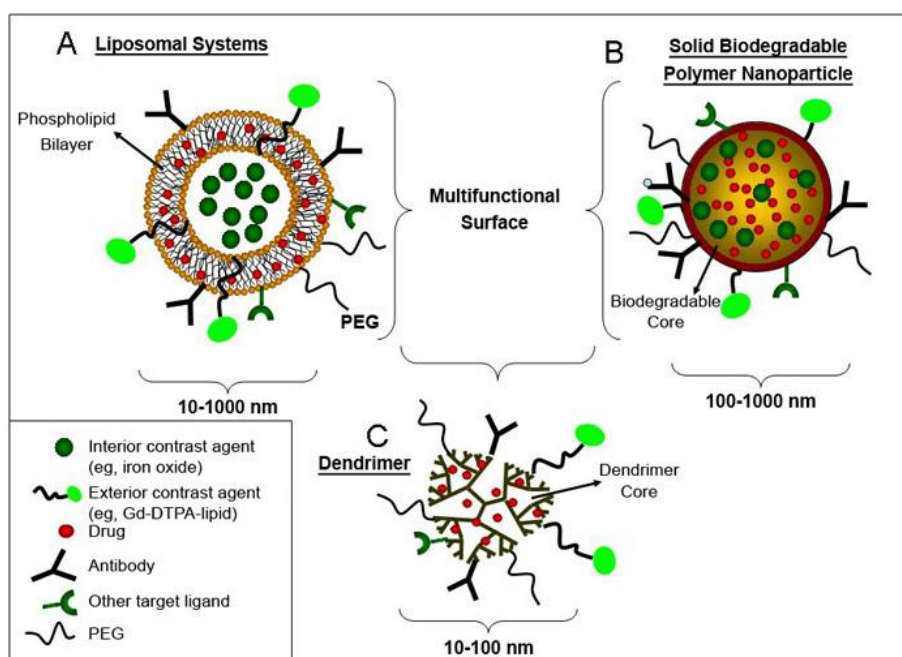 A
Liposomal Systems
Phospholipid
Bilayer
PEG
10-1000 nm
Multifunctional
Surface
B
Solid Biodegradable
Polymer Nanoparticle
Biodegradable
Core
100-1000 nm
C
Dendrimer
Dendrimer
Core
10-100 nm
Interior contrast agent
(eg, iron oxide)
Exterior contrast agent
(eg, Gd-DTPA-lipid)
Drug
Antibody
Other target ligand
PEG